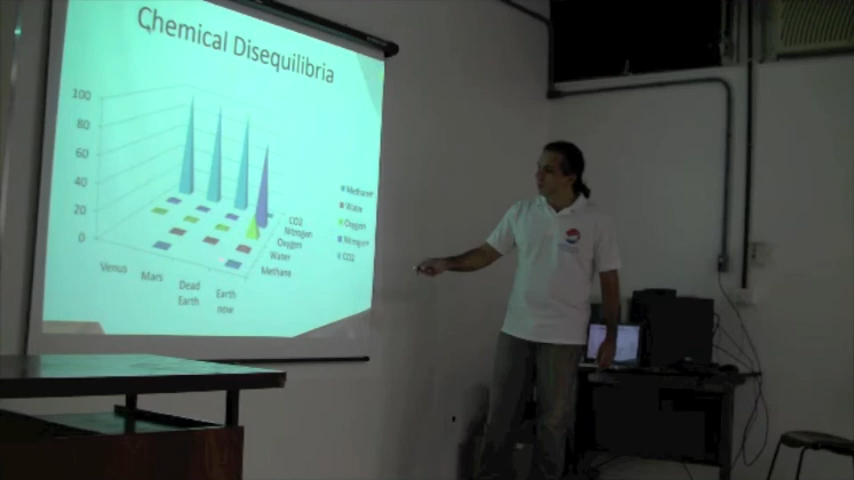 Chemical Disequilibria
100
80
60
40
20
0
Venus
Mars
Dead
Earth
Earth
now
CO2
Nitrogen
Oxygen
Water
Methane
Methane
Water
Oxygen
Nitrogen
CO2